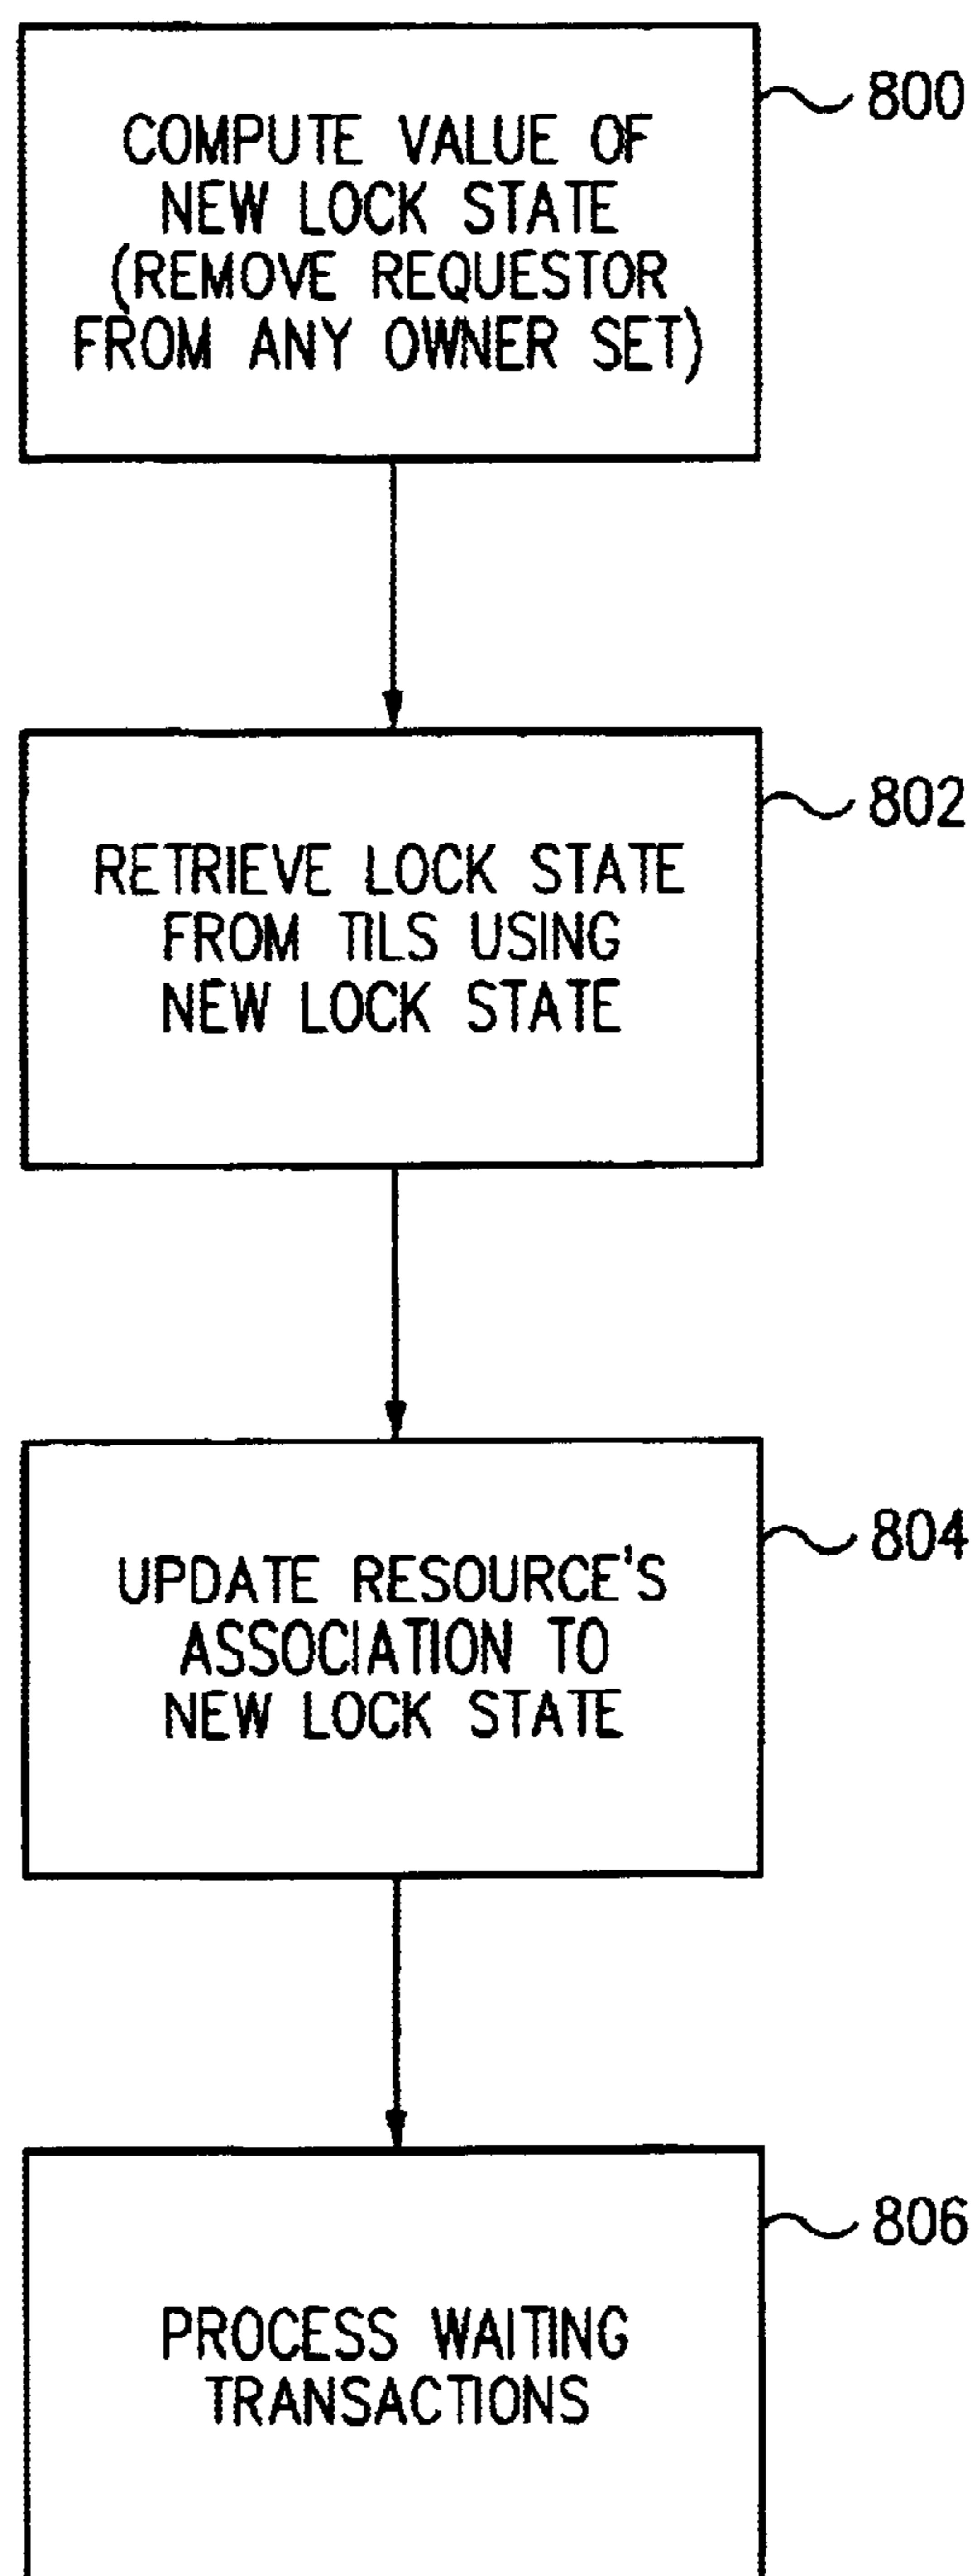 COMPUTE VALUE OF
NEW LOCK STATE
(REMOVE REQUESTOR
FROM ANY OWNER SET)
800
RETRIEVE LOCK STATE
FROM TILS USING
NEW LOCK STATE
802
UPDATE RESOURCE'S
ASSOCIATION TO
NEW LOCK STATE
804
PROCESS WAITING
TRANSACTIONS
806